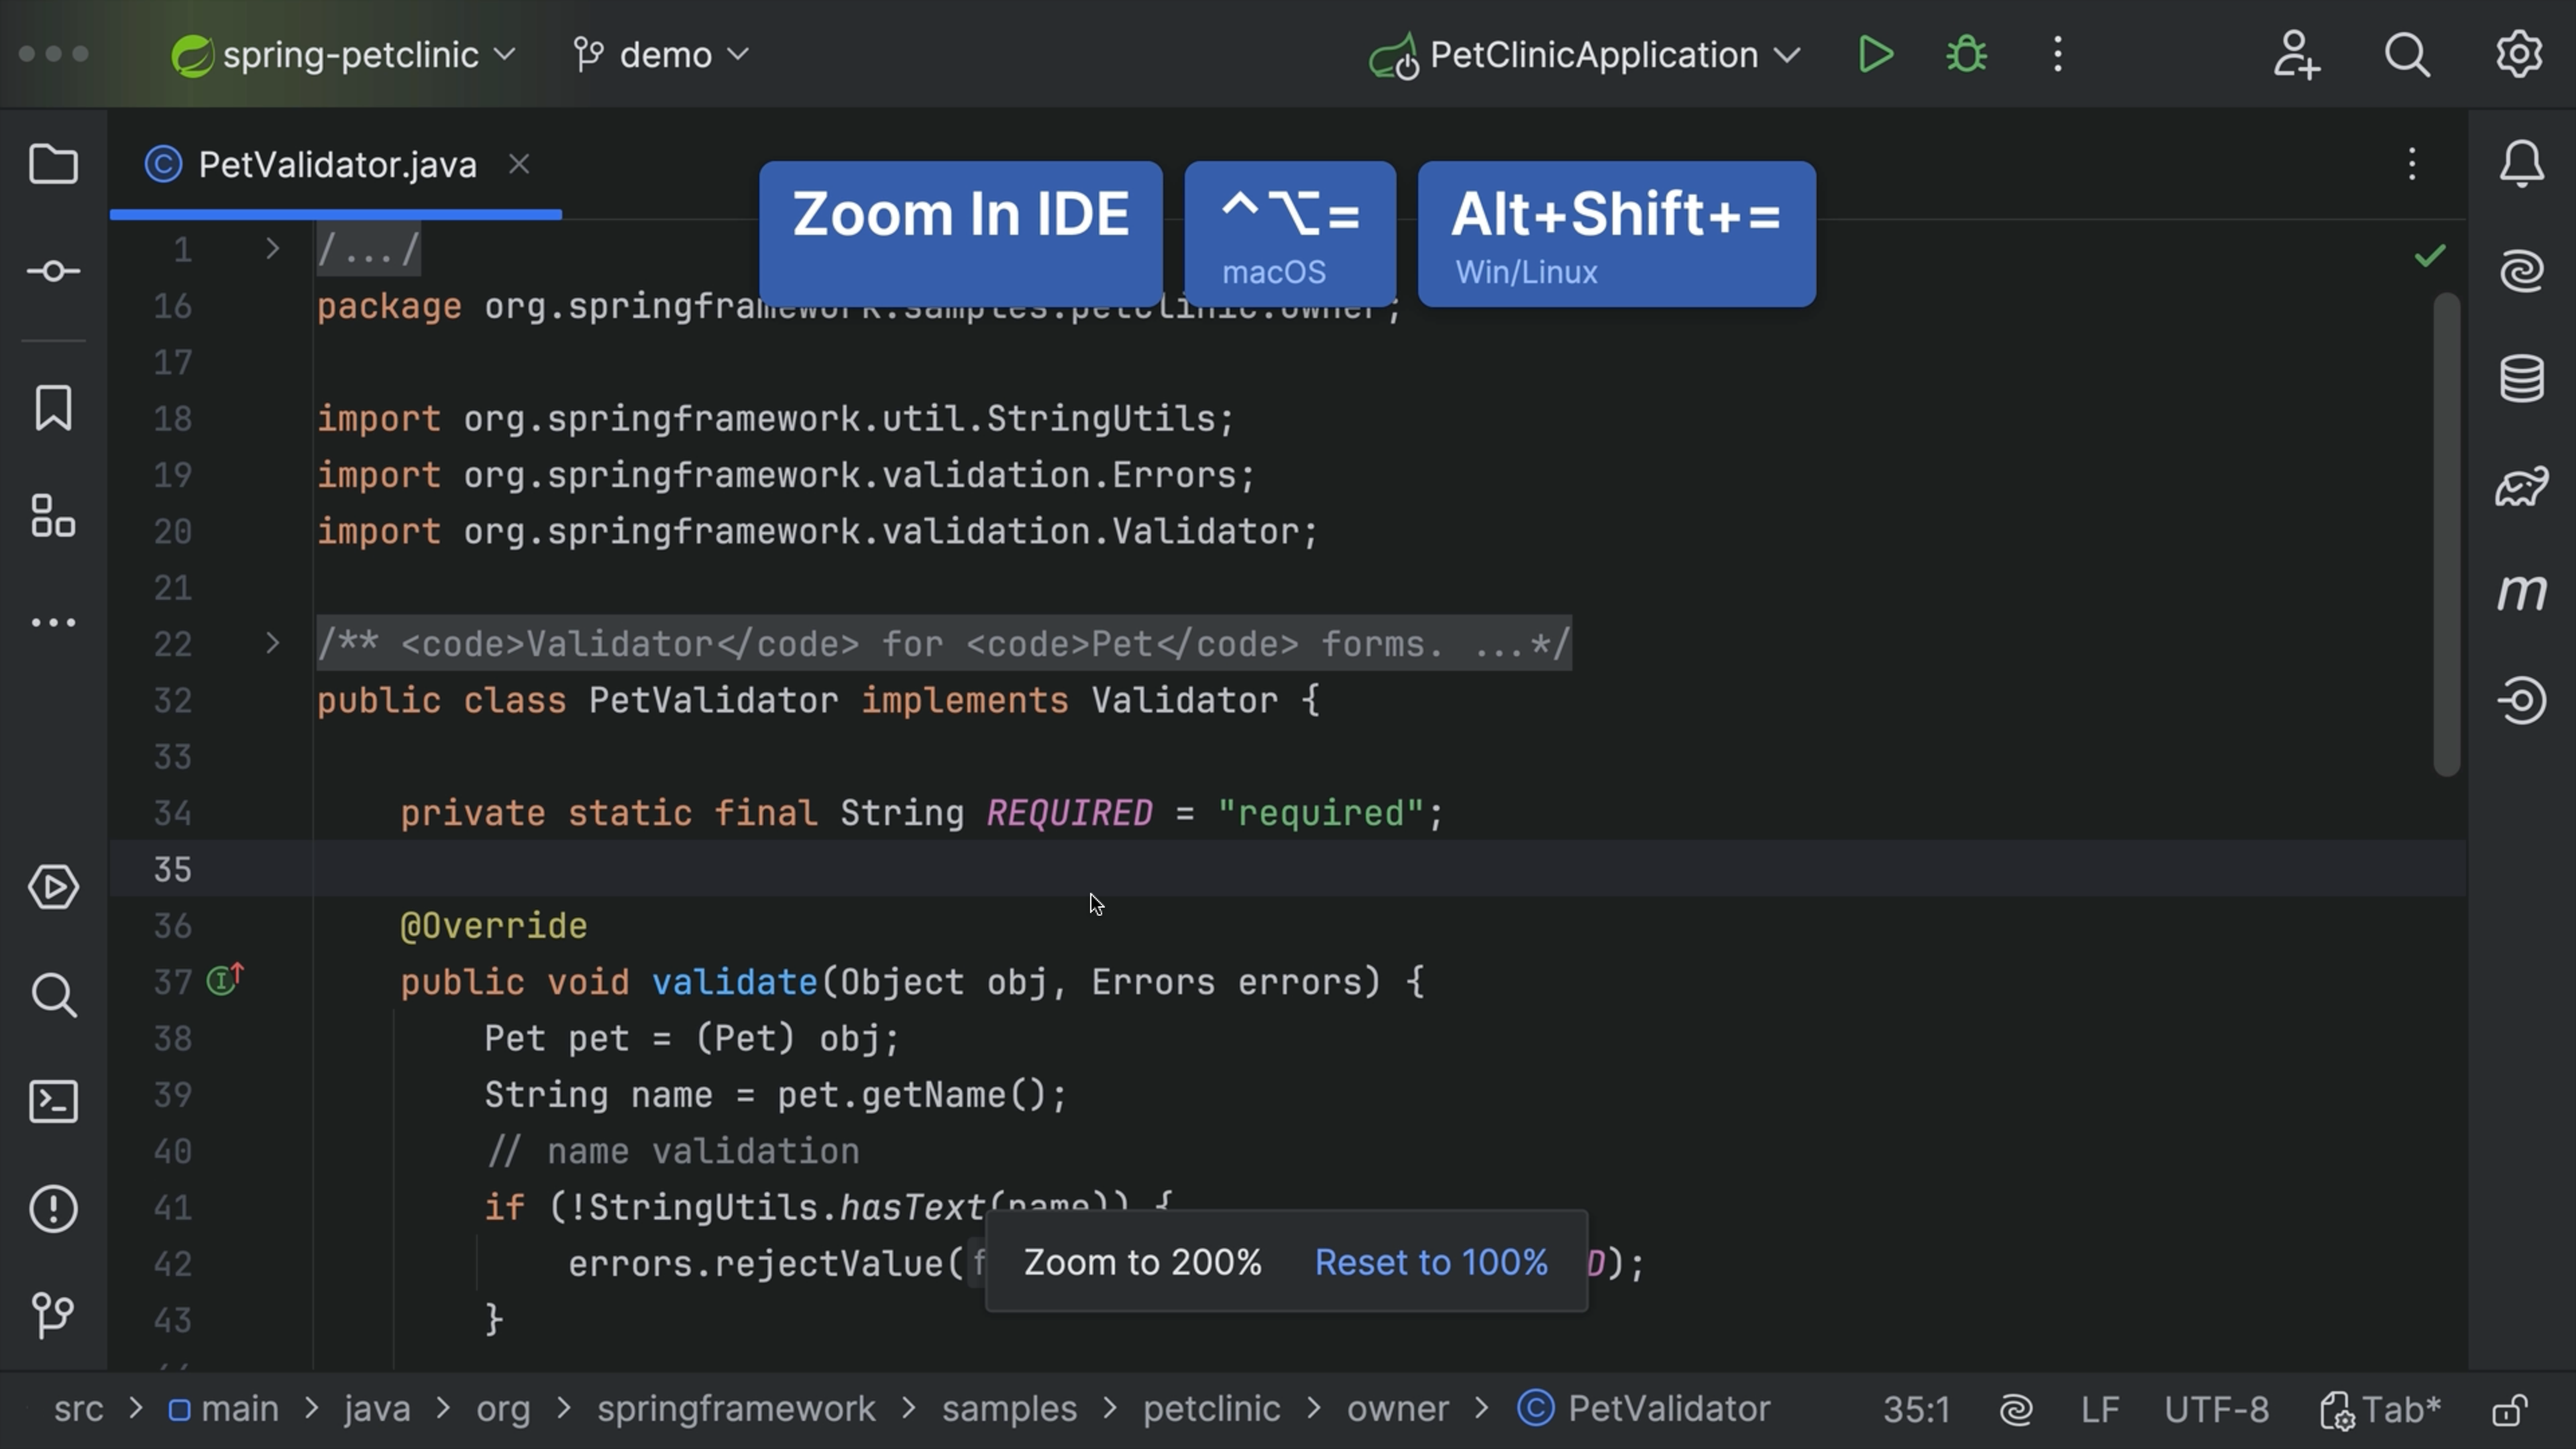 spring-petclinic demo PetClinicApplication
PetValidator.java
Zoom In IDE ^⌥= Alt+Shift+=
macOS Win/Linux
1 /.../
16 package org.springframework.samples.petclinic.owner;
17
18 import org.springframework.util.StringUtils;
19 import org.springframework.validation.Errors;
20 import org.springframework.validation.Validator;
21
22 /** <code>Validator</code> for <code>Pet</code> forms. ...*/
32 public class PetValidator implements Validator {
33
34 private static final String REQUIRED = "required";
35
36 @Override
37 public void validate(Object obj, Errors errors) {
38 Pet pet = (Pet) obj;
39 String name = pet.getName();
40 // name validation
41 if (!StringUtils.hasText(name)) {
42 errors.rejectValue( f D);
Zoom to 200% Reset to 100%
43 }
src > main > java > org > springframework > samples > petclinic > owner > PetValidator 35:1 LF UTF-8 Tab*